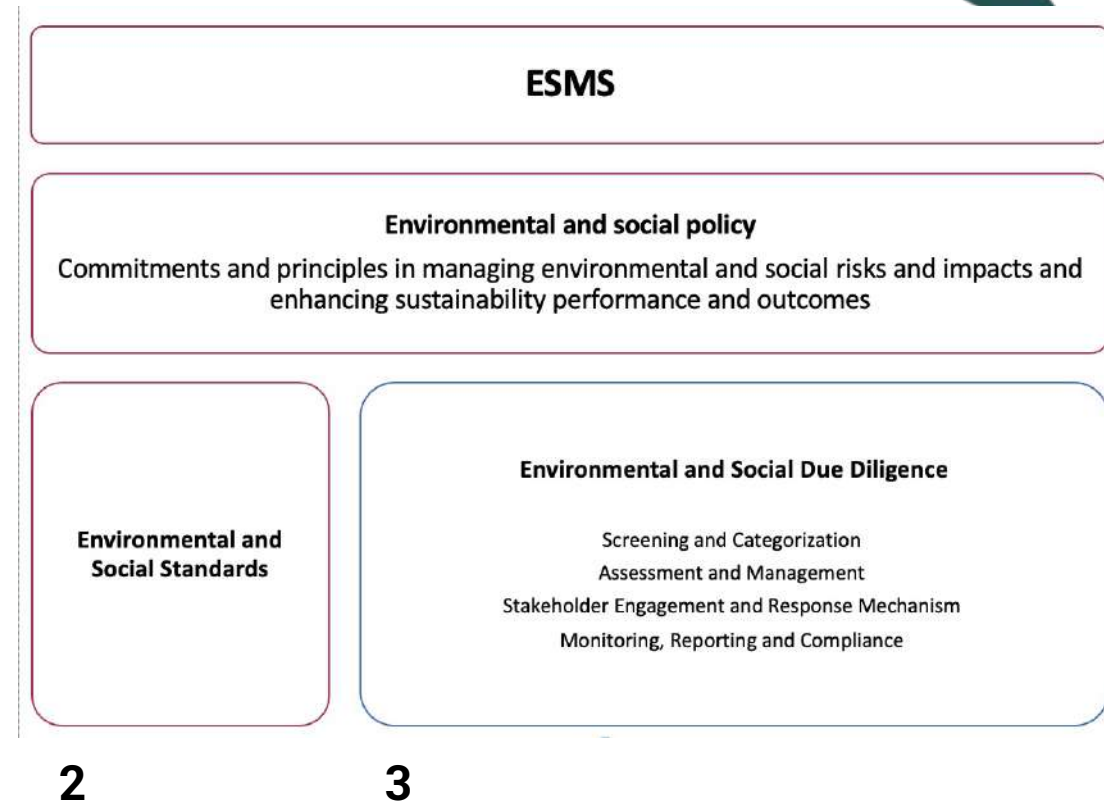 ESMS
Environmental and social policy
Commitments and principles in managing environmental and social risks and impacts and
enhancing sustainability performance and outcomes
Environmental and
Social Standards
Environmental and Social Due Diligence
Screening and Categorization
Assessment and Management
Stakeholder Engagement and Response Mechanism
Monitoring, Reporting and Compliance
2
3